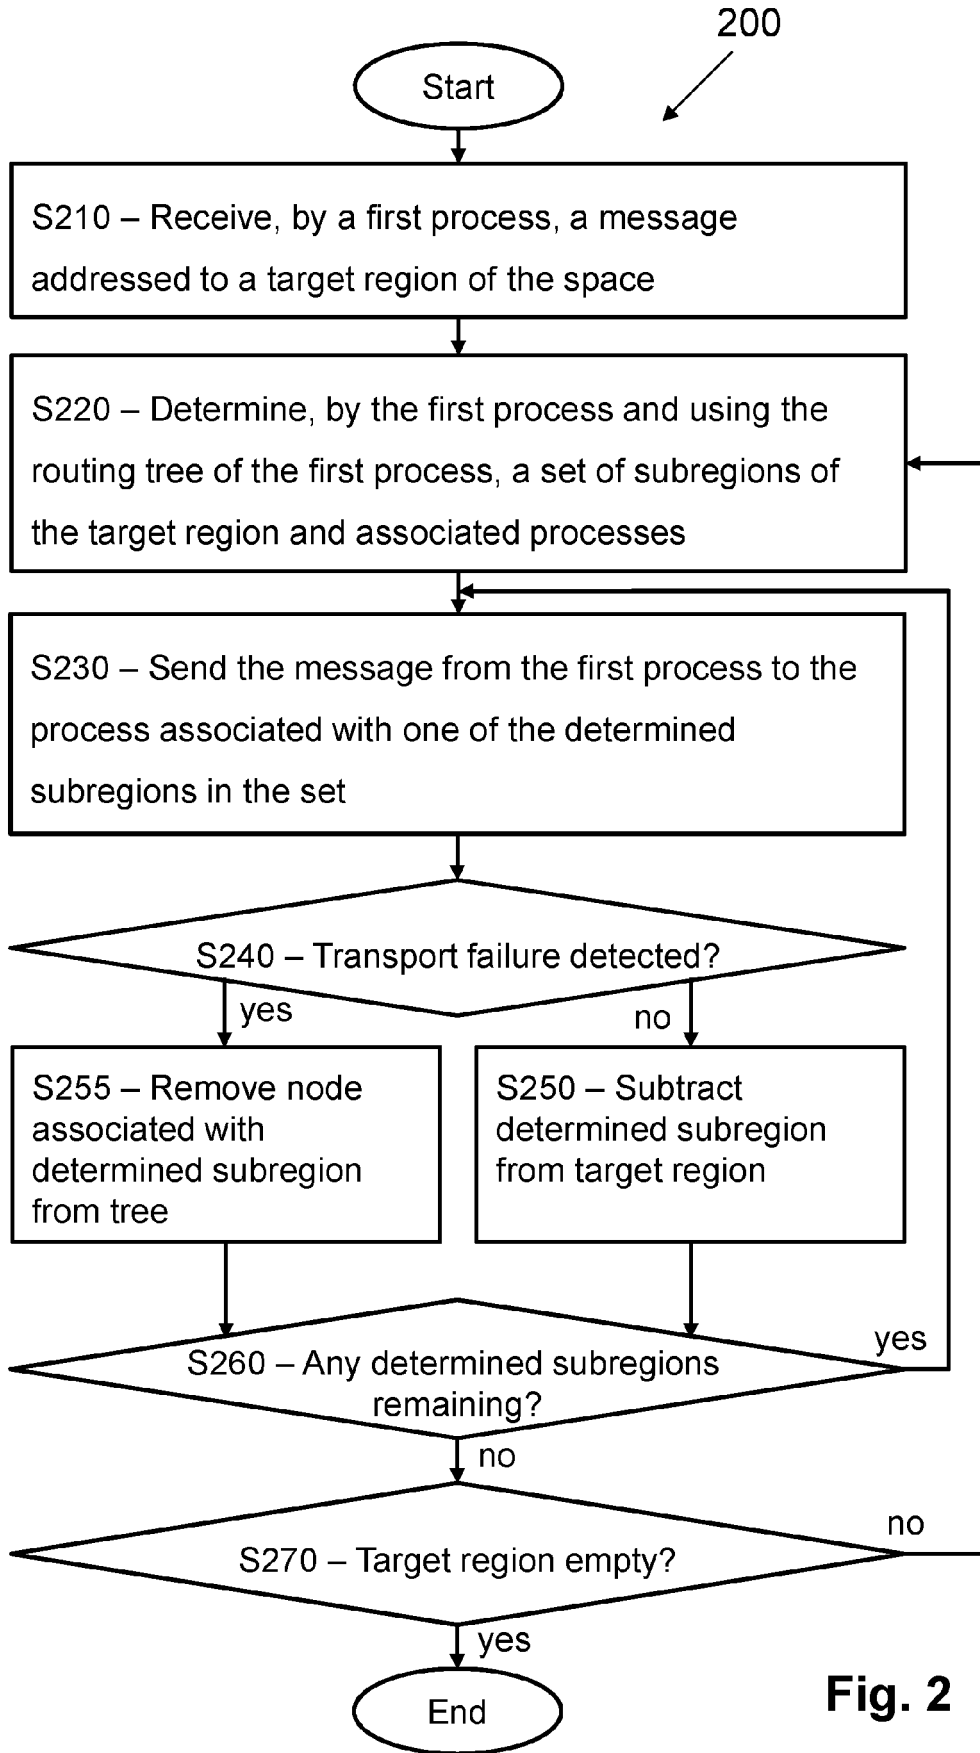 200
Start
S210 – Receive, by a first process, a message
addressed to a target region of the space
S220 – Determine, by the first process and using the
routing tree of the first process, a set of subregions of
the target region and associated processes
S230 – Send the message from the first process to the
process associated with one of the determined
subregions in the set
S240 – Transport failure detected?
yes
no
S255 – Remove node
associated with
determined subregion
from tree
S250 – Subtract
determined subregion
from target region
S260 – Any determined subregions
remaining?
yes
no
S270 – Target region empty?
no
yes
End
Fig. 2